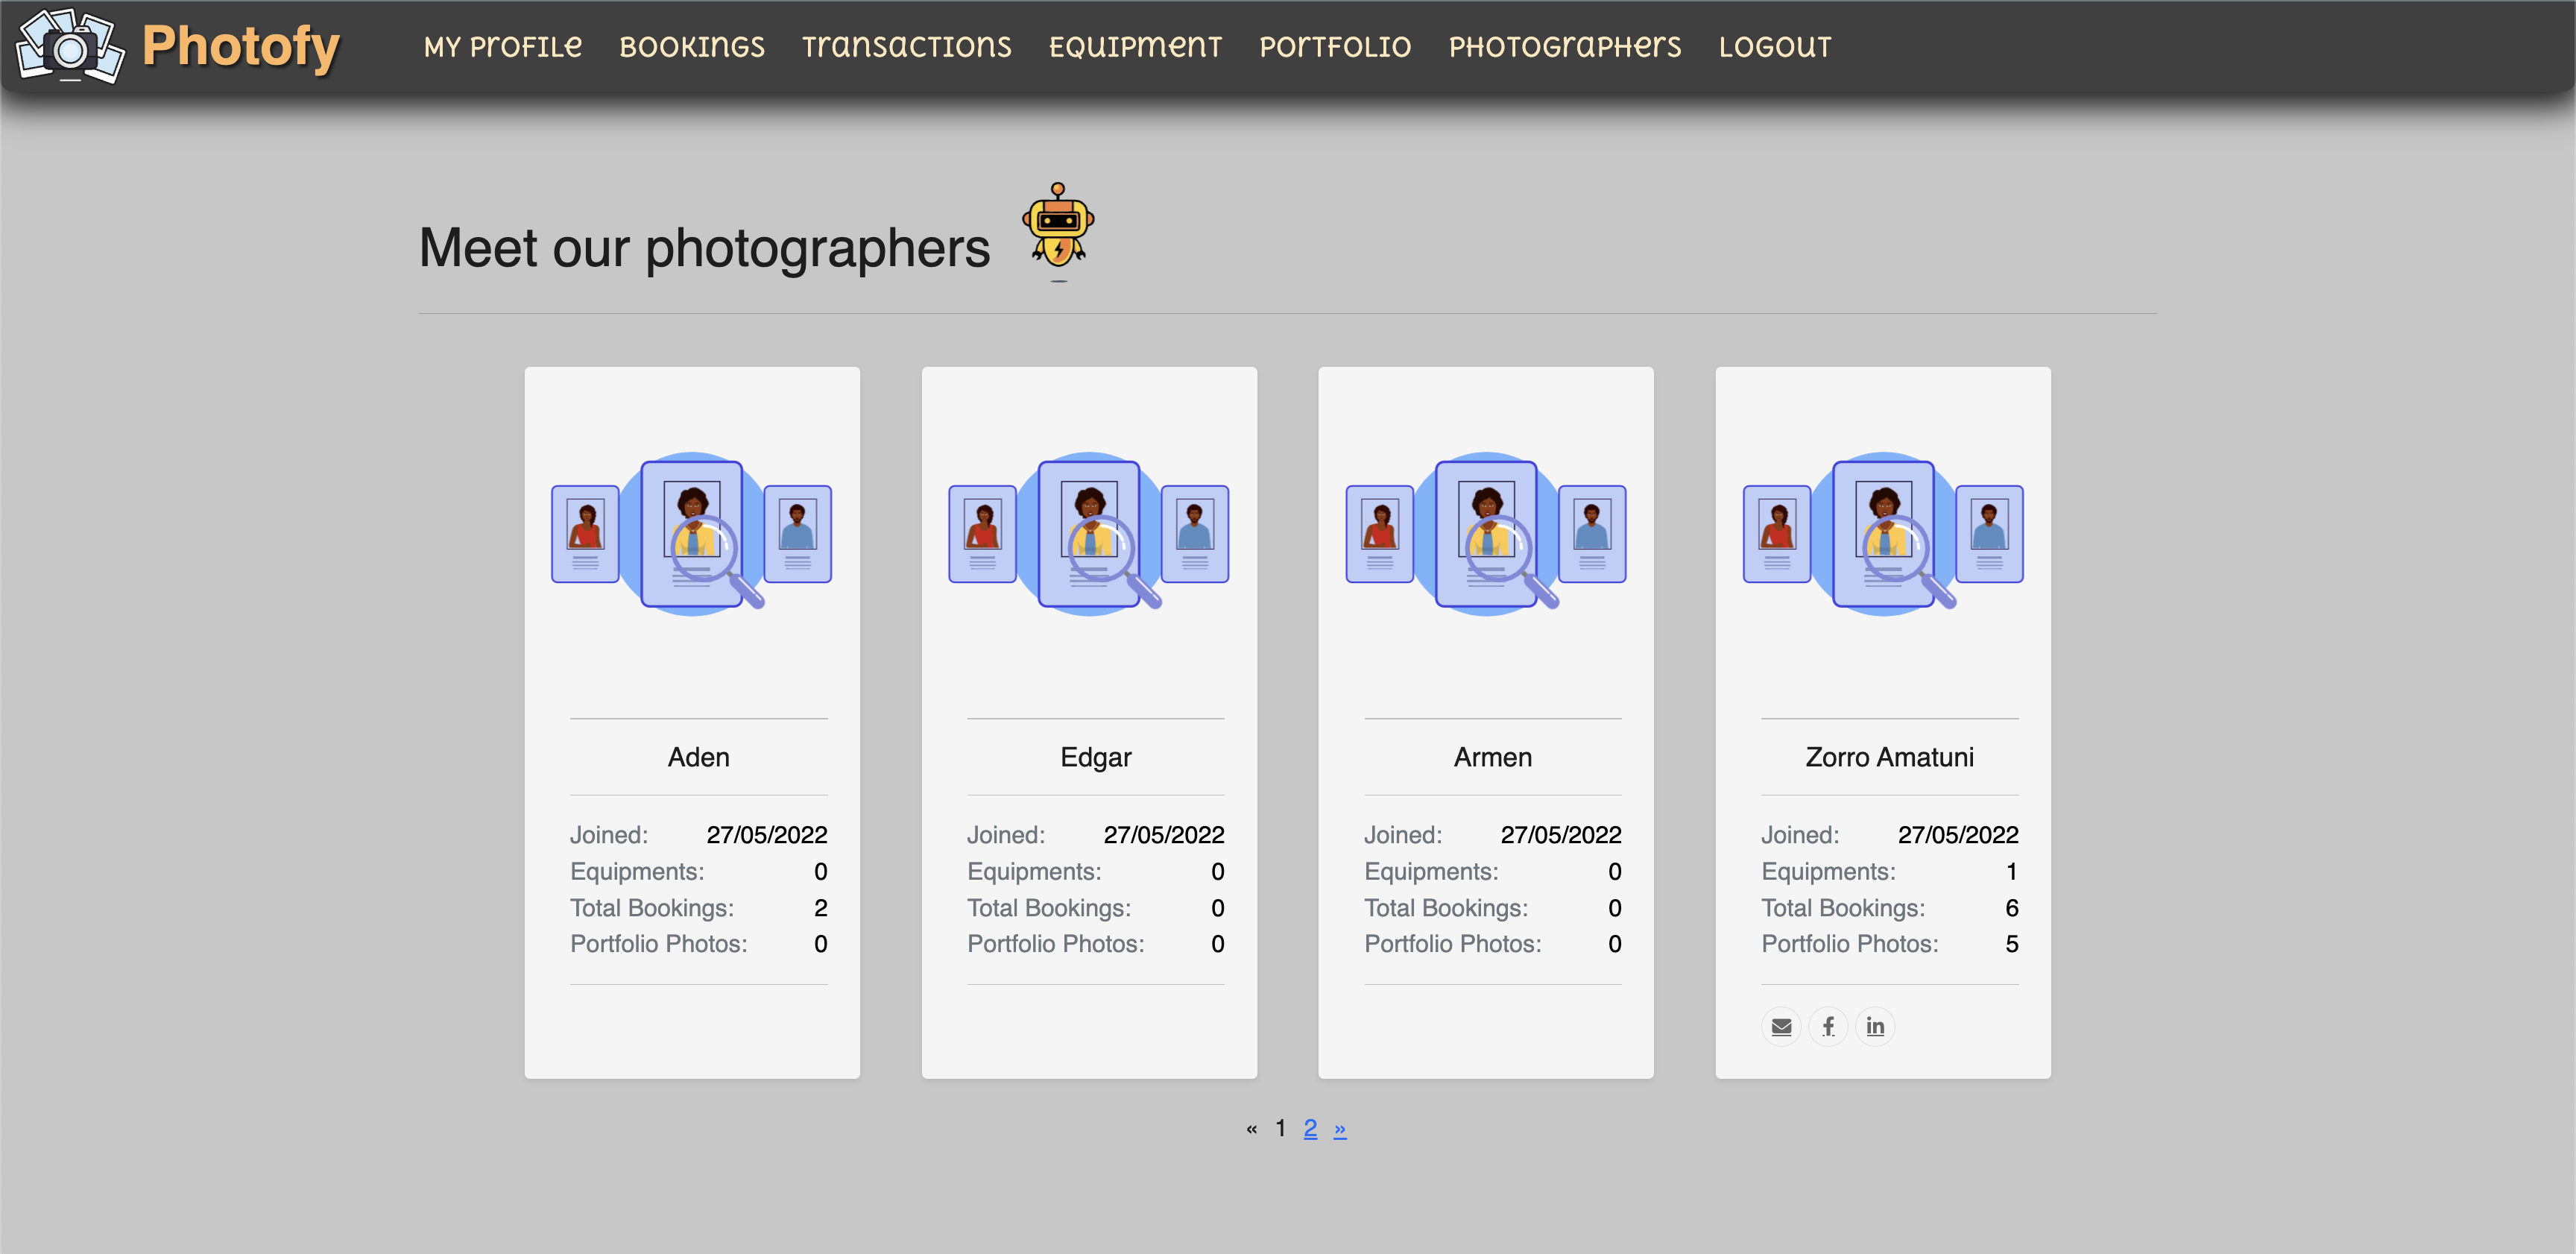 Photofy
MY PROFILE BOOKINGS TRANSACTIONS EQUIPMENT PORTFOLIO PHOTOGRAPHERS LOGOUT
Meet our photographers
Aden
Joined: 27/05/2022
Equipments: 0
Total Bookings: 2
Portfolio Photos: 0
Edgar
Joined: 27/05/2022
Equipments: 0
Total Bookings: 0
Portfolio Photos: 0
Armen
Joined: 27/05/2022
Equipments: 0
Total Bookings: 0
Portfolio Photos: 0
Zorro Amatuni
Joined: 27/05/2022
Equipments: 1
Total Bookings: 6
Portfolio Photos: 5
« 1 2 »